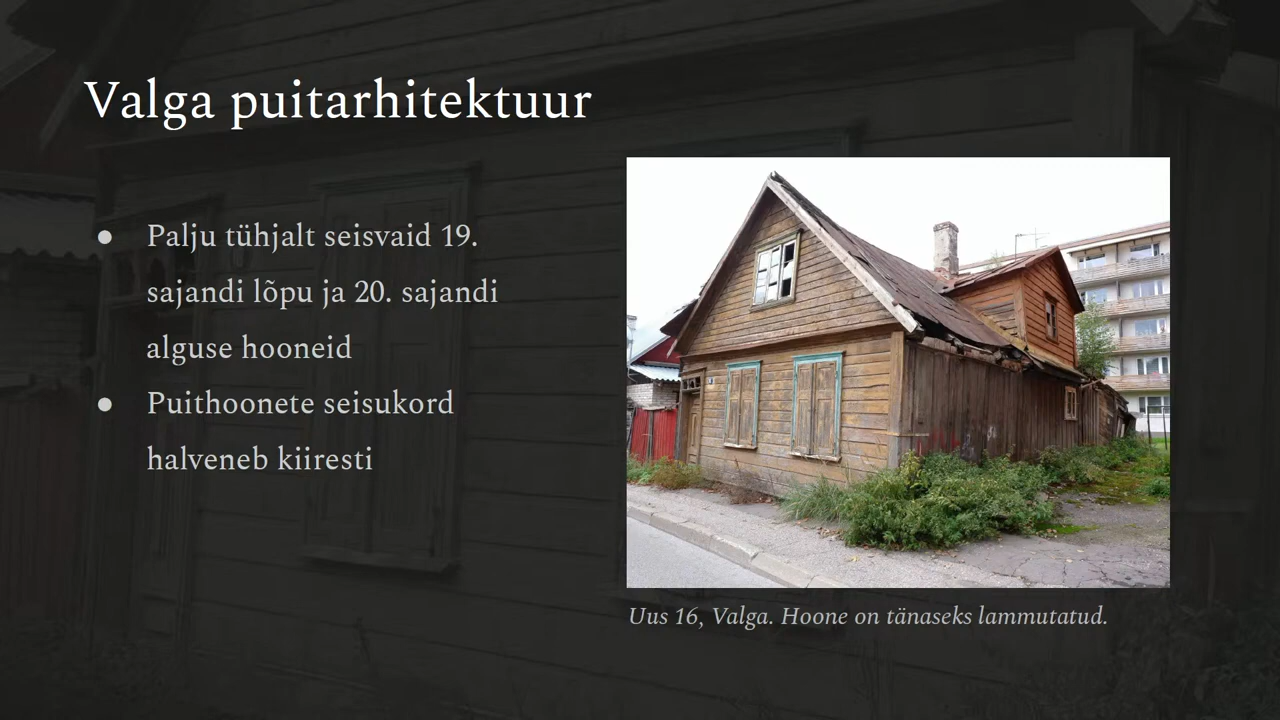 Valga puitarhitektuur
● Palju tühjalt seisvaid 19.
sajandi lõpu ja 20. sajandi
alguse hooneid
● Puithoonete seisukord
halveneb kiiresti
Uus 16, Valga. Hoone on tänaseks lammutatud.